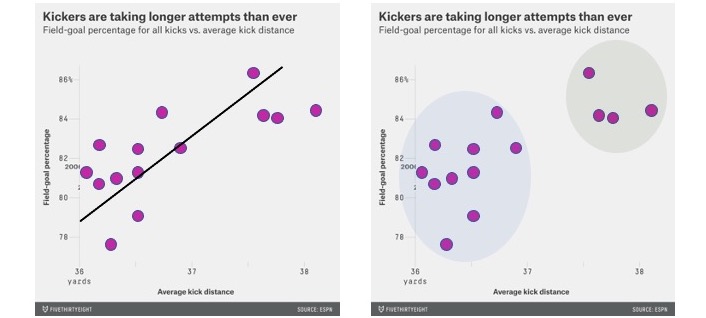 Kickers are taking longer attempts than ever
Field-goal percentage for all kicks vs. average kick distance
86%
84
82
200
80
78
Field-goal percentage
36
yards
37
38
Average kick distance
FIVETHIRTYEIGHT
SOURCE: ESPN
Kickers are taking longer attempts than ever
Field-goal percentage for all kicks vs. average kick distance
86%
84
82
200
80
78
Field-goal percentage
36
yards
37
38
Average kick distance
FIVETHIRTYEIGHT
SOURCE: ESPN